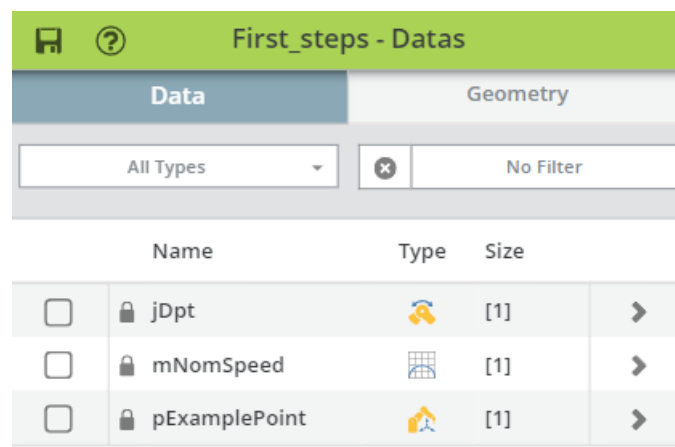 First_steps - Datas
Data Geometry
All Types No Filter
Name Type Size
jDpt [1]
mNomSpeed [1]
pExamplePoint [1]